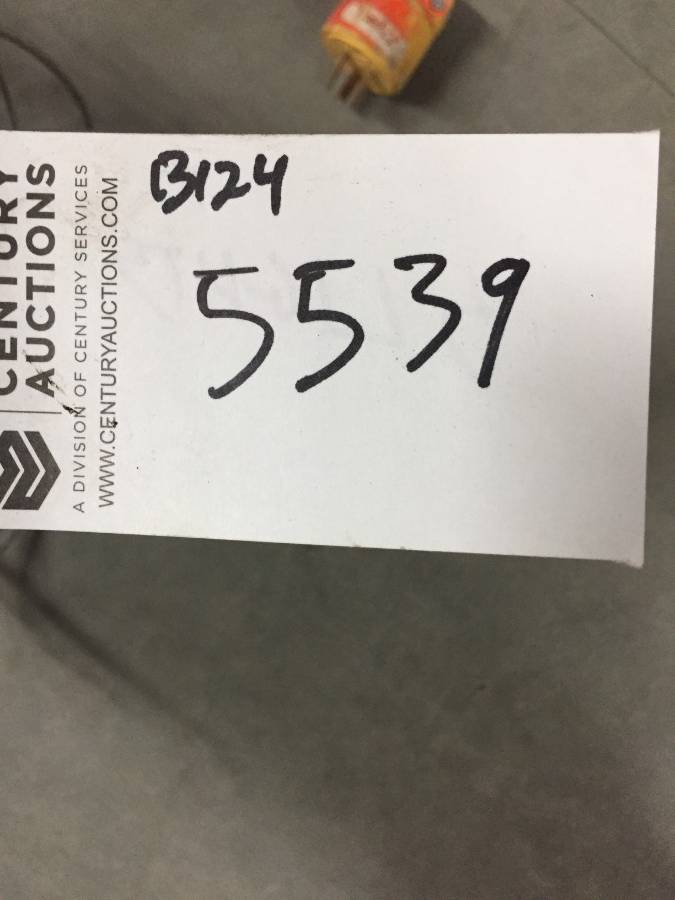 CENTURY
AUCTIONS
A DIVISION OF CENTURY SERVICES
WWW.CENTURYAUCTIONS.COM
B124
5539